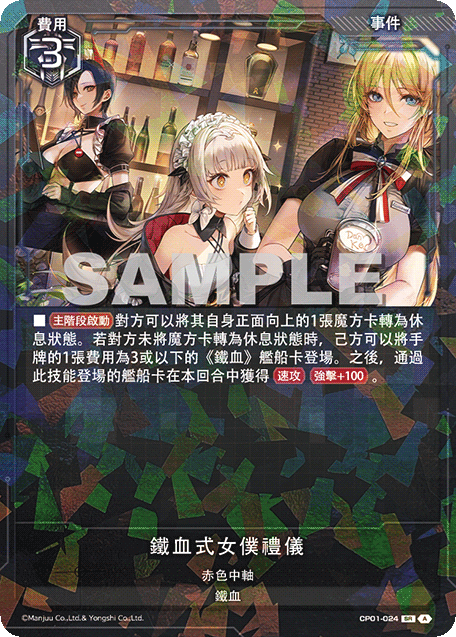 費用
事件
3
SAMPLE
■ 主階段啟動 對方可以將其自身正面向上的1張魔方卡轉為休
息狀態。若對方未將魔方卡轉為休息狀態時，己方可以將手
牌的1張費用為3或以下的《鐵血》艦船卡登場。之後，通過
此技能登場的艦船卡在本回合中獲得 速攻 強擊+100 。
鐵血式女僕禮儀
赤色中軸
鐵血
©Manjuu Co.,Ltd.& Yongshi Co.,Ltd.
CP01-024 SR A